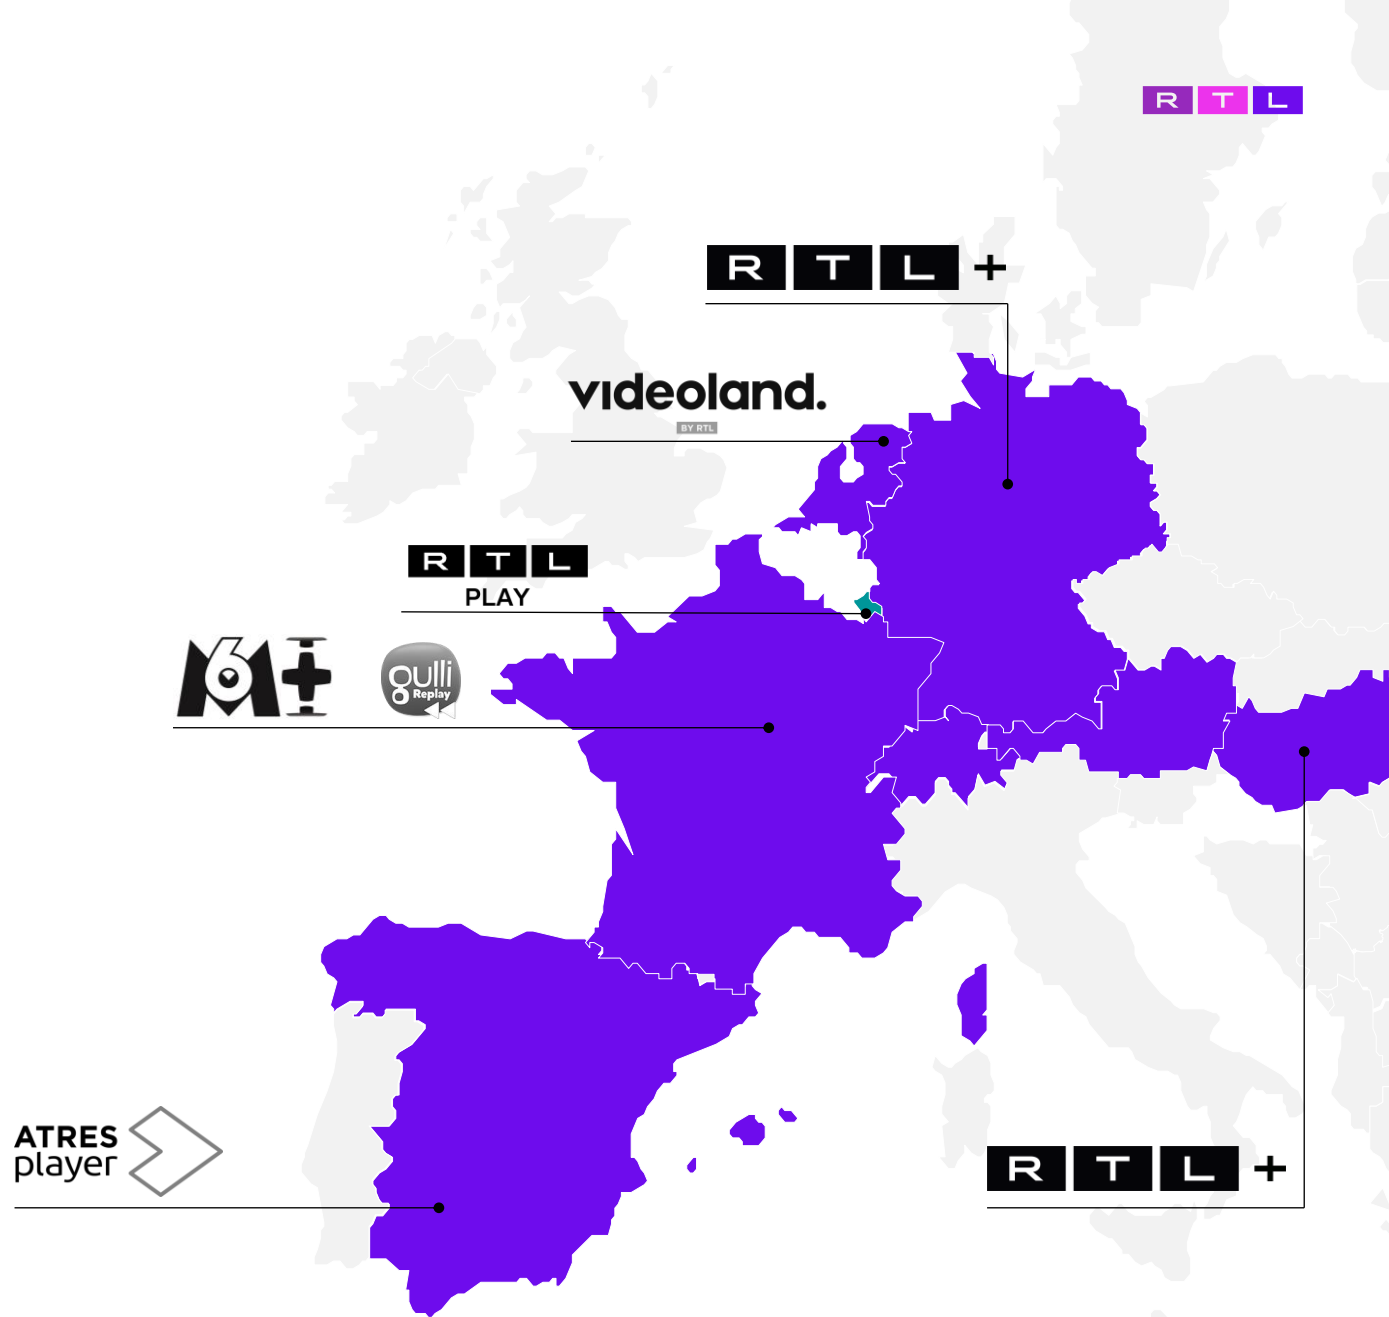 RTL
RTL+
videoland.
BY RTL
RTL
PLAY
M6+
gulli
Replay
ATRES
player
RTL+